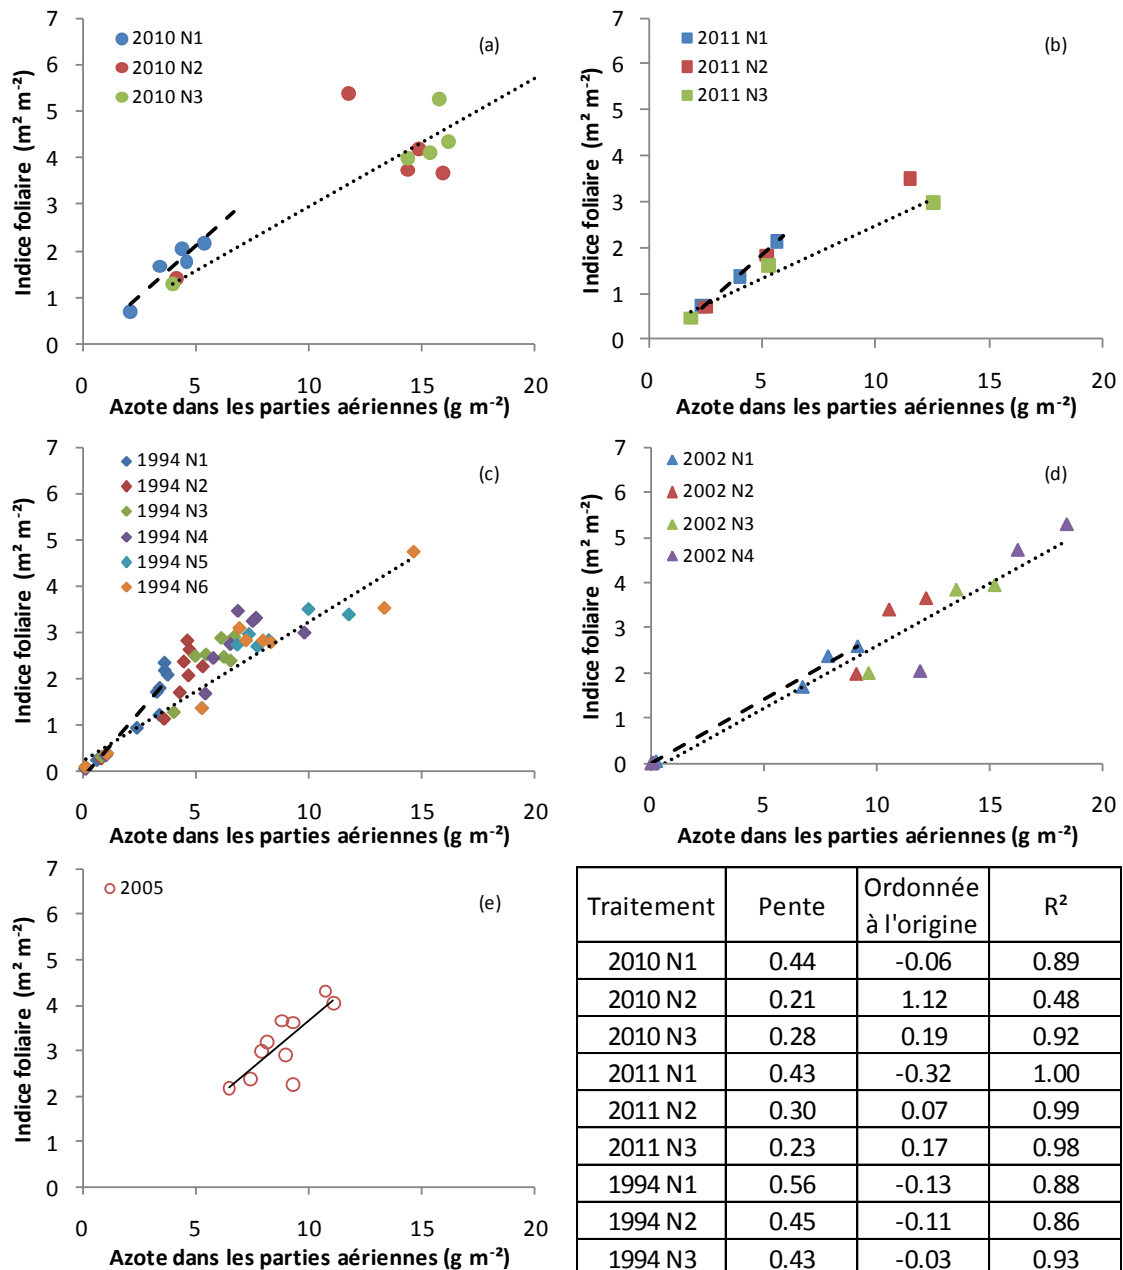 2010 N1
2010 N2
2010 N3
(a)
Indice foliaire (m² m⁻²)
7
6
5
4
3
2
1
0
0 5 10 15 20
Azote dans les parties aériennes (g m⁻²)
2011 N1
2011 N2
2011 N3
(b)
Indice foliaire (m² m⁻²)
7
6
5
4
3
2
1
0
0 5 10 15 20
Azote dans les parties aériennes (g m⁻²)
1994 N1
1994 N2
1994 N3
1994 N4
1994 N5
1994 N6
(c)
Indice foliaire (m² m⁻²)
7
6
5
4
3
2
1
0
0 5 10 15 20
Azote dans les parties aériennes (g m⁻²)
2002 N1
2002 N2
2002 N3
2002 N4
(d)
Indice foliaire (m² m⁻²)
7
6
5
4
3
2
1
0
0 5 10 15 20
Azote dans les parties aériennes (g m⁻²)
2005
(e)
Indice foliaire (m² m⁻²)
7
6
5
4
3
2
1
0
0 5 10 15 20
Azote dans les parties aériennes (g m⁻²)
Traitement Pente Ordonnée à l'origine R²
2010 N1 0.44 -0.06 0.89
2010 N2 0.21 1.12 0.48
2010 N3 0.28 0.19 0.92
2011 N1 0.43 -0.32 1.00
2011 N2 0.30 0.07 0.99
2011 N3 0.23 0.17 0.98
1994 N1 0.56 -0.13 0.88
1994 N2 0.45 -0.11 0.86
1994 N3 0.43 -0.03 0.93